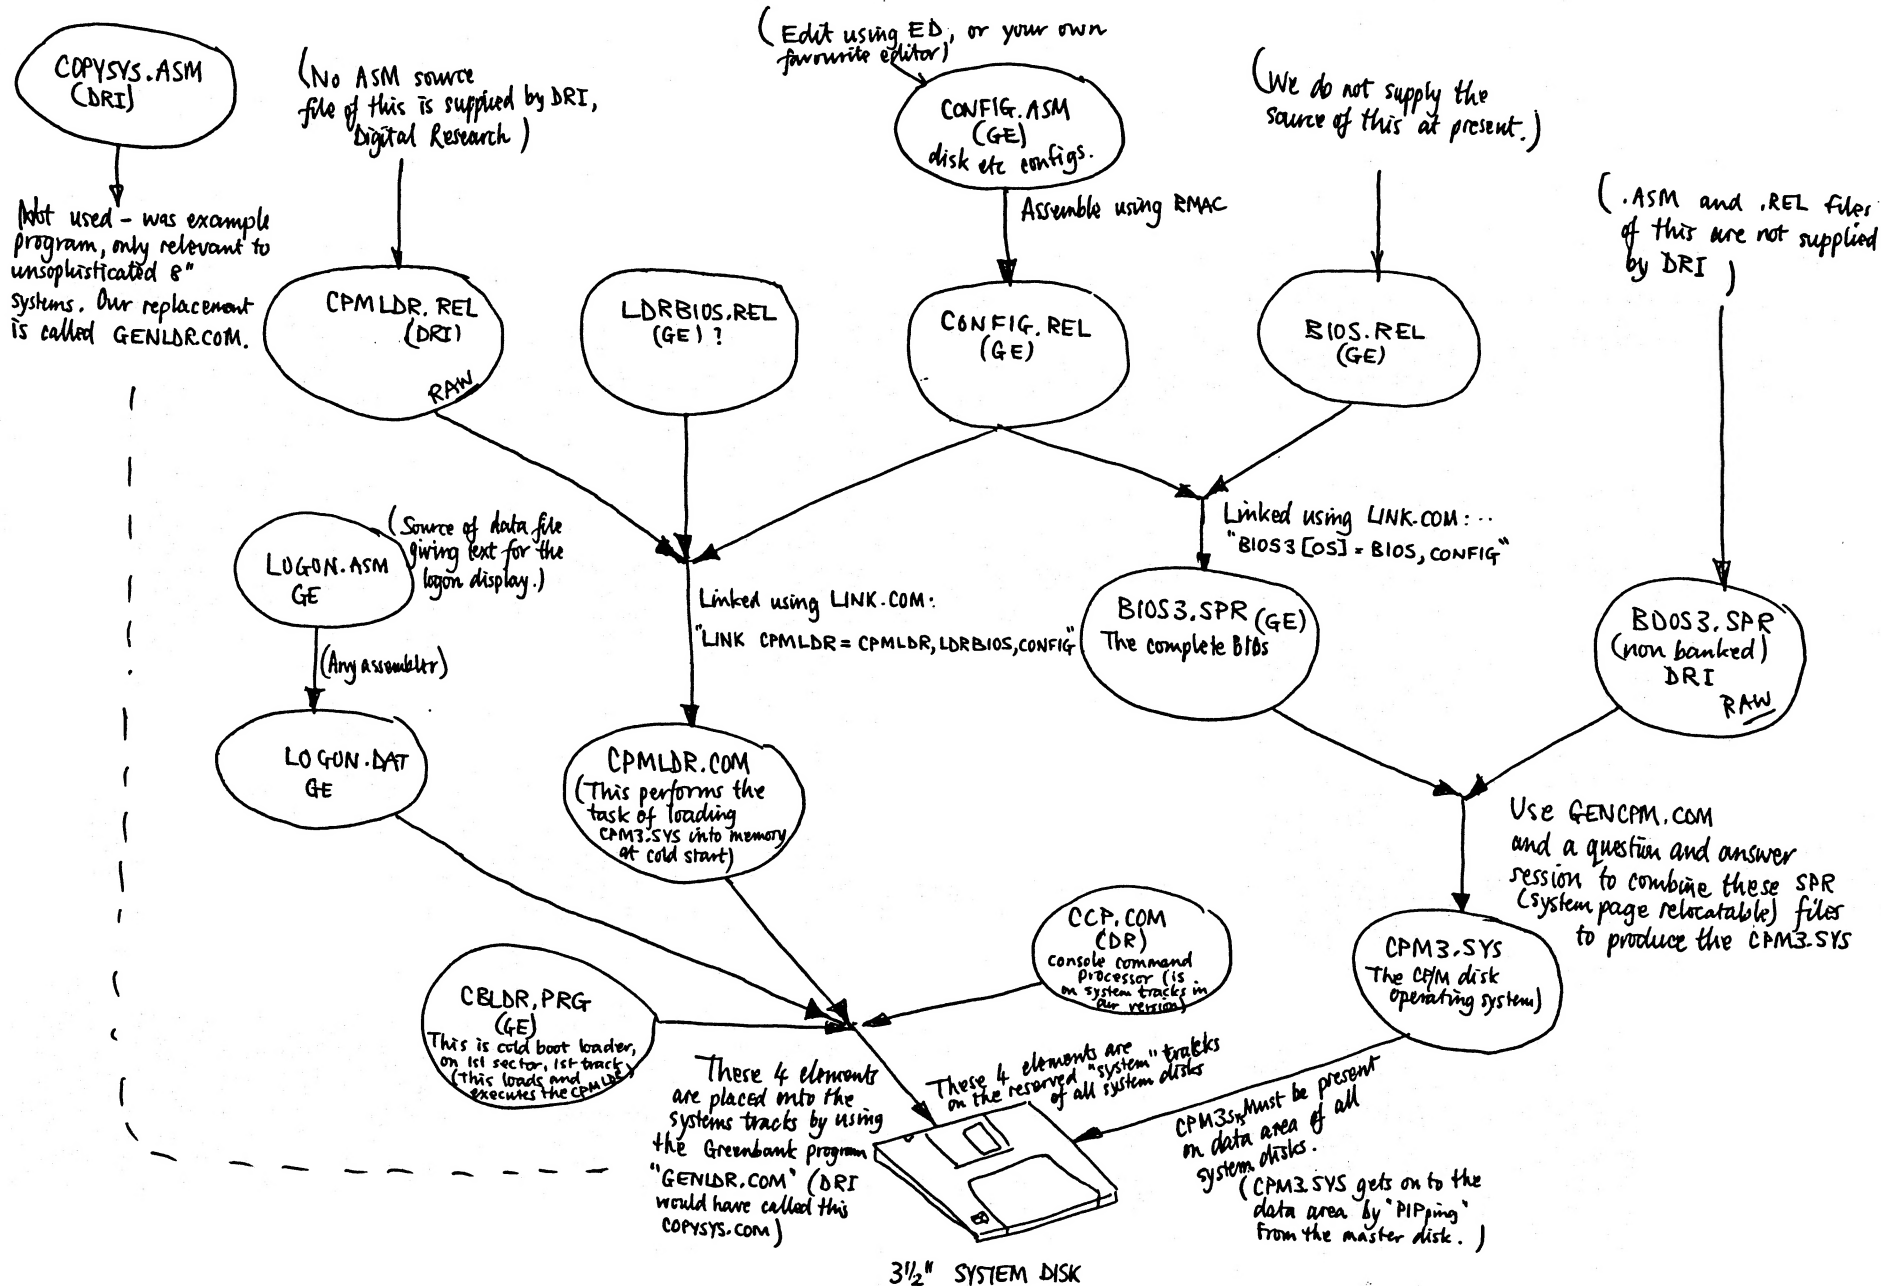 COPYSYS.ASM
(DRI)
Not used - was example
program, only relevant to
unsophisticated 8"
systems. Our replacement
is called GENLDR.COM.
(No ASM source
file of this is supplied by DRI,
Digital Research)
CPMLDR.REL
(DRI)
RAW
LDRBIOS.REL
(GE) ?
(Edit using ED, or your own
favourite editor)
CONFIG.ASM
(GE)
disk etc configs.
Assemble using RMAC
CONFIG.REL
(GE)
(We do not supply the
source of this at present.)
BIOS.REL
(GE)
(.ASM and .REL files
of this are not supplied
by DRI)
LOGON.ASM
GE
(Source of data file
giving text for the
logon display.)
(Any assembler)
LOGON.DAT
GE
Linked using LINK.COM:
"LINK CPMLDR = CPMLDR, LDRBIOS, CONFIG"
CPMLDR.COM
(This performs the
task of loading
CPM3.SYS into memory
at cold start)
Linked using LINK.COM: ..
"BIOS3[OS] = BIOS, CONFIG"
BIOS3.SPR (GE)
The complete BIOS
BDOS3.SPR
(non banked)
DRI
RAW
Use GENCPM.COM
and a question and answer
session to combine these SPR
(system page relocatable) files
to produce the CPM3.SYS
CPM3.SYS
The CP/M disk
operating system)
CCP.COM
(DR)
console command
processor (is
on system tracks in
our version)
CBLDR.PRG
(GE)
This is cold boot loader,
on 1st sector, 1st track
(This loads and
executes the CPMLDR)
These 4 elements
are placed onto the
systems tracks by using
the Greenbank program
"GENLDR.COM" (DRI
would have called this
COPYSYS.COM)
These 4 elements are
on the reserved "system" tracks
of all system disks
CPM3.SYS Must be present
on data area of all
system disks.
(CPM3.SYS gets on to the
data area by "PIPping"
from the master disk.)
3½" SYSTEM DISK